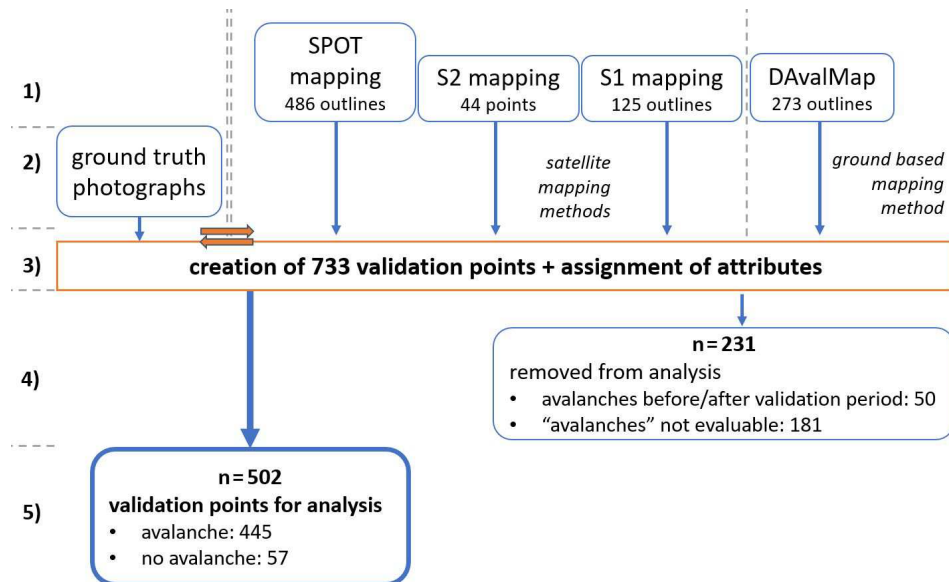 1)
SPOT
mapping
486 outlines
S2 mapping
44 points
S1 mapping
125 outlines
DAvalMap
273 outlines
2)
ground truth
photographs
satellite
mapping
methods
ground based
mapping
method
3)
creation of 733 validation points + assignment of attributes
4)
n = 231
removed from analysis
• avalanches before/after validation period: 50
• “avalanches” not evaluable: 181
5)
n = 502
validation points for analysis
• avalanche: 445
• no avalanche: 57